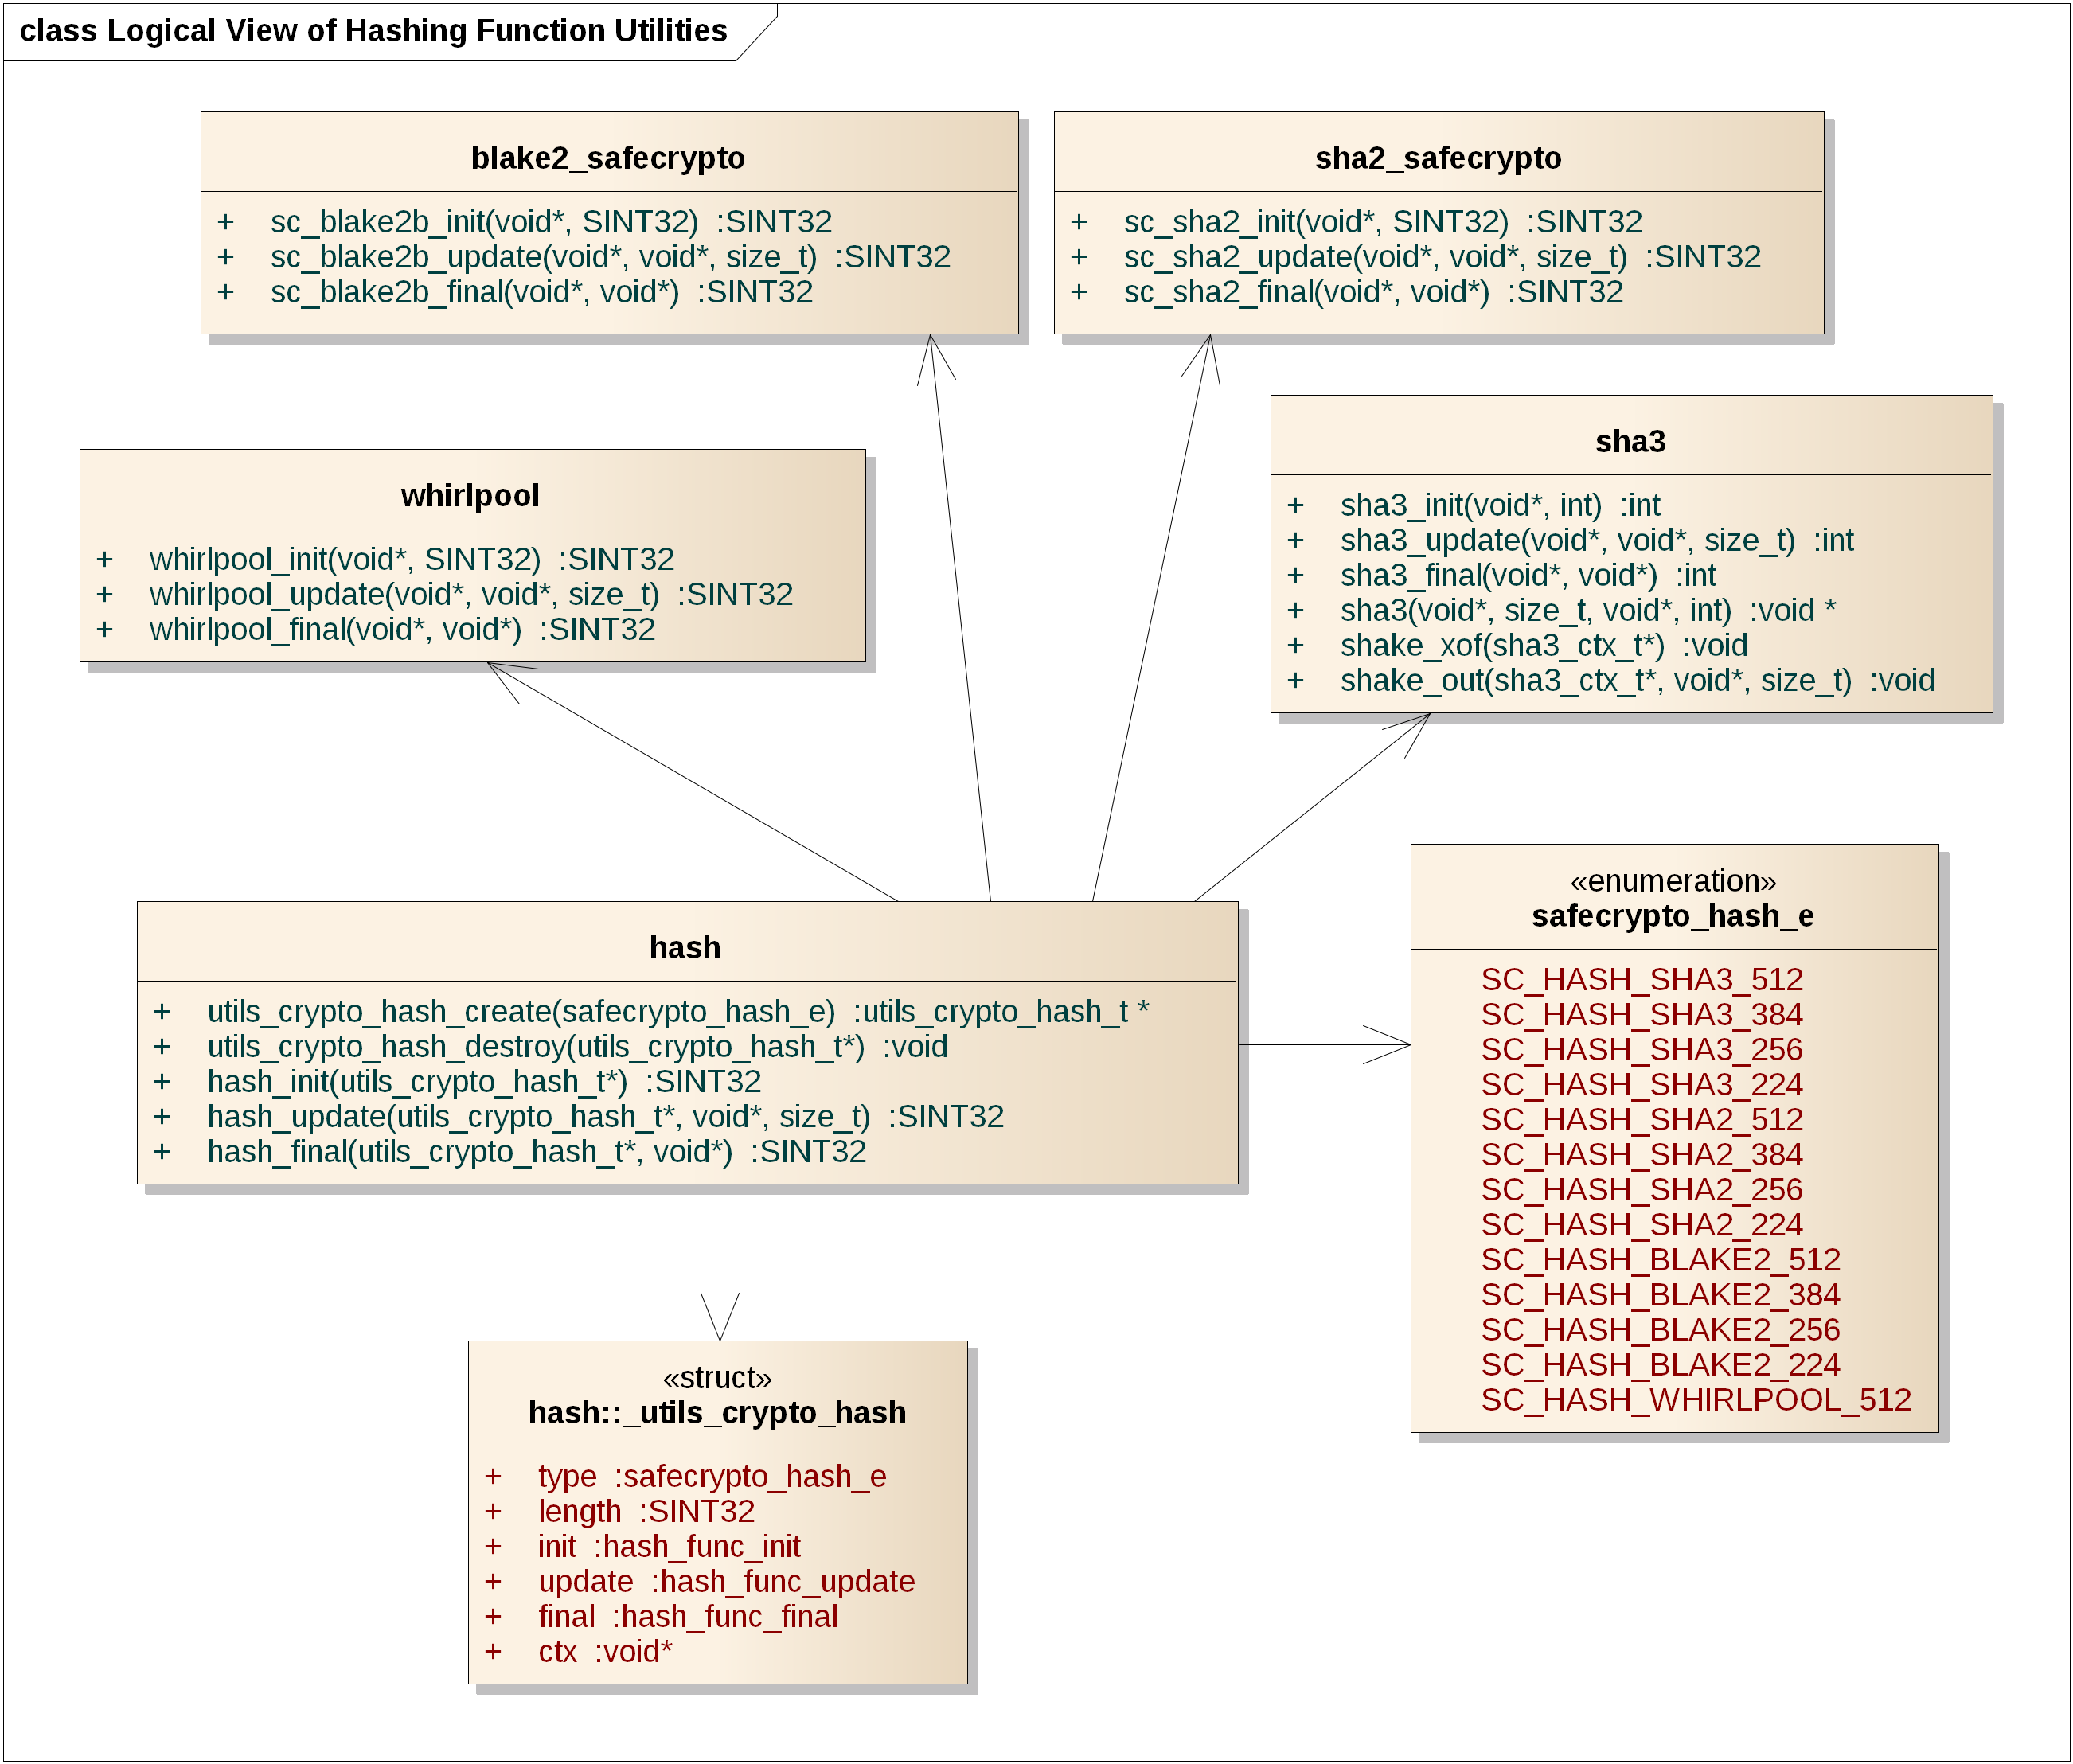 class Logical View of Hashing Function Utilities
blake2_safecrypto
+ sc_blake2b_init(void*, SINT32) :SINT32
+ sc_blake2b_update(void*, void*, size_t) :SINT32
+ sc_blake2b_final(void*, void*) :SINT32
sha2_safecrypto
+ sc_sha2_init(void*, SINT32) :SINT32
+ sc_sha2_update(void*, void*, size_t) :SINT32
+ sc_sha2_final(void*, void*) :SINT32
whirlpool
+ whirlpool_init(void*, SINT32) :SINT32
+ whirlpool_update(void*, void*, size_t) :SINT32
+ whirlpool_final(void*, void*) :SINT32
sha3
+ sha3_init(void*, int) :int
+ sha3_update(void*, void*, size_t) :int
+ sha3_final(void*, void*) :int
+ sha3(void*, size_t, void*, int) :void *
+ shake_xof(sha3_ctx_t*) :void
+ shake_out(sha3_ctx_t*, void*, size_t) :void
hash
+ utils_crypto_hash_create(safecrypto_hash_e) :utils_crypto_hash_t *
+ utils_crypto_hash_destroy(utils_crypto_hash_t*) :void
+ hash_init(utils_crypto_hash_t*) :SINT32
+ hash_update(utils_crypto_hash_t*, void*, size_t) :SINT32
+ hash_final(utils_crypto_hash_t*, void*) :SINT32
«enumeration»
safecrypto_hash_e
SC_HASH_SHA3_512
SC_HASH_SHA3_384
SC_HASH_SHA3_256
SC_HASH_SHA3_224
SC_HASH_SHA2_512
SC_HASH_SHA2_384
SC_HASH_SHA2_256
SC_HASH_SHA2_224
SC_HASH_BLAKE2_512
SC_HASH_BLAKE2_384
SC_HASH_BLAKE2_256
SC_HASH_BLAKE2_224
SC_HASH_WHIRLPOOL_512
«struct»
hash::_utils_crypto_hash
+ type :safecrypto_hash_e
+ length :SINT32
+ init :hash_func_init
+ update :hash_func_update
+ final :hash_func_final
+ ctx :void*